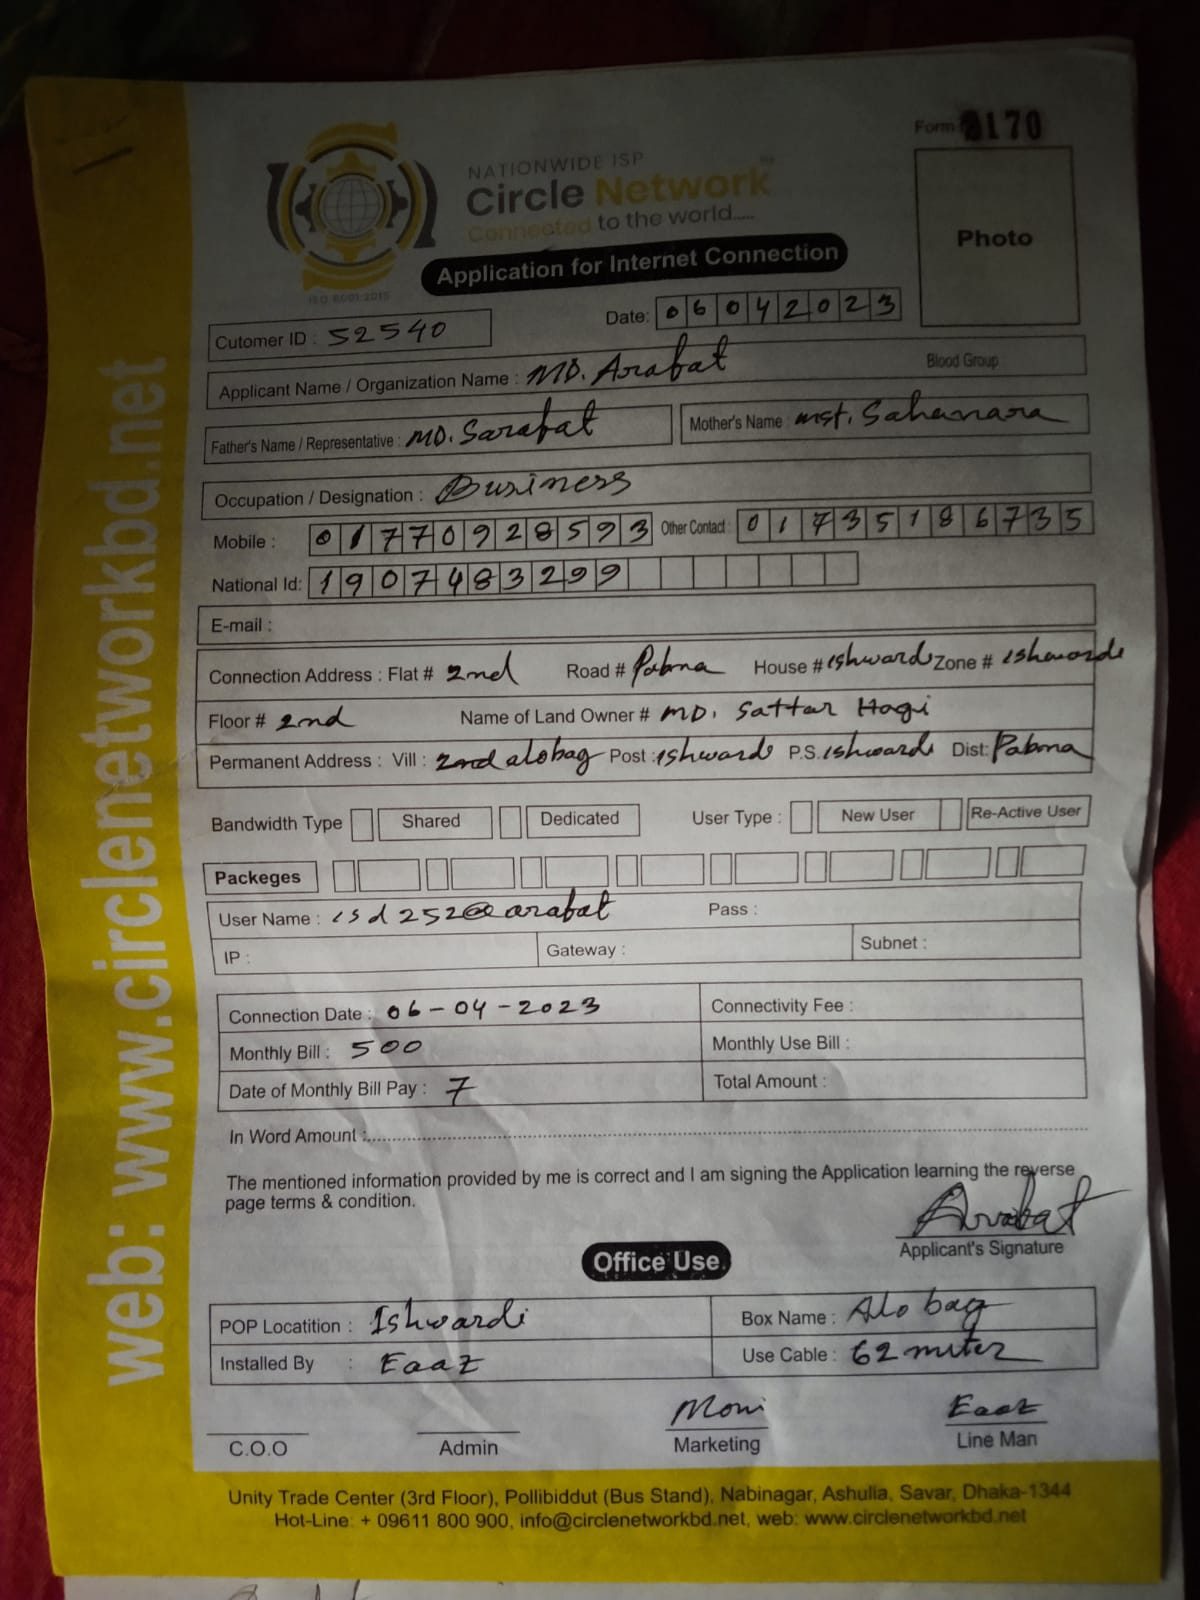 Form 3170
NATIONWIDE ISP
Circle Network
Connected to the world.....
ISO 9001:2015
Photo
Application for Internet Connection
Cutomer ID : 52540
Date: 06042023
Applicant Name / Organization Name : MD. Arabat Blood Group
Father's Name / Representative : MD. Sarafat Mother's Name : mst. Sahanara
Occupation / Designation : Business
Mobile : 01770928593 Other Contact : 01735186735
National Id: 1907483299
E-mail :
Connection Address : Flat # 2nd Road # Pabna House # ishwardi Zone # ishwardi
Floor # 2nd Name of Land Owner # MD. Sattar Hagi
Permanent Address : Vill : 2nd alobag Post : ishwardi P.S. ishwardi Dist: Pabna
Bandwidth Type Shared Dedicated User Type : New User Re-Active User
Packeges
User Name : isd252@arabat Pass :
IP : Gateway : Subnet :
Connection Date : 06-04-2023 Connectivity Fee :
Monthly Bill : 500 Monthly Use Bill :
Date of Monthly Bill Pay : 7 Total Amount :
In Word Amount :
The mentioned information provided by me is correct and I am signing the Application learning the reverse
page terms & condition.
Arabat
Applicant's Signature
Office Use
POP Locatition : Ishwardi Box Name : Alo bag
Installed By : Eaaz Use Cable : 62 miter
Moni Eaaz
C.O.O Admin Marketing Line Man
Unity Trade Center (3rd Floor), Pollibiddut (Bus Stand), Nabinagar, Ashulia, Savar, Dhaka-1344
Hot-Line: + 09611 800 900, info@circlenetworkbd.net, web: www.circlenetworkbd.net
web: www.circlenetworkbd.net